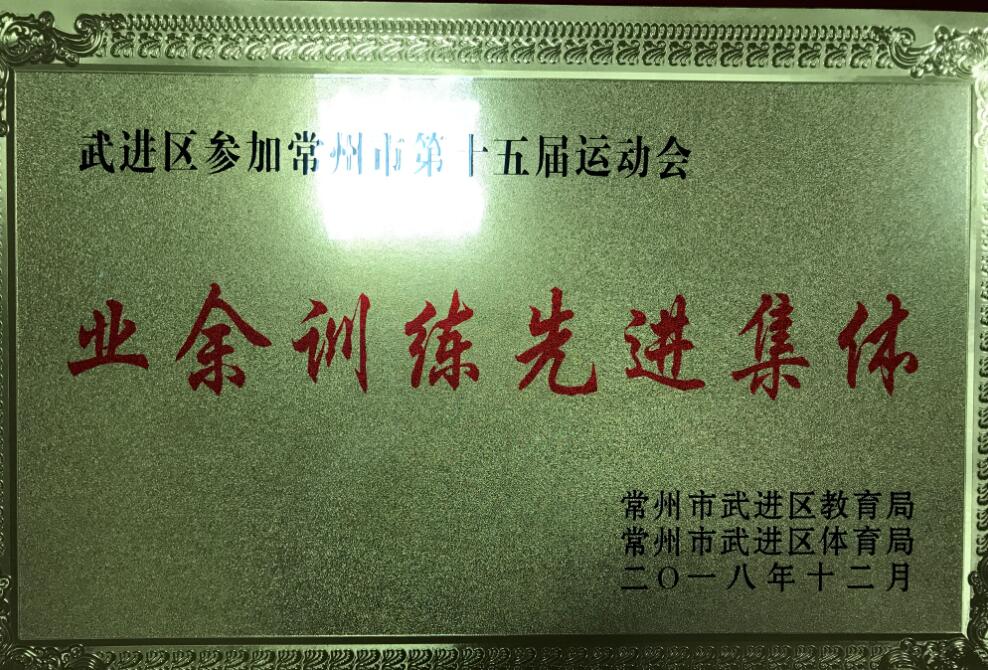 武进区参加常州市第十五届运动会
业余训练先进集体
常州市武进区教育局
常州市武进区体育局
二〇一八年十二月